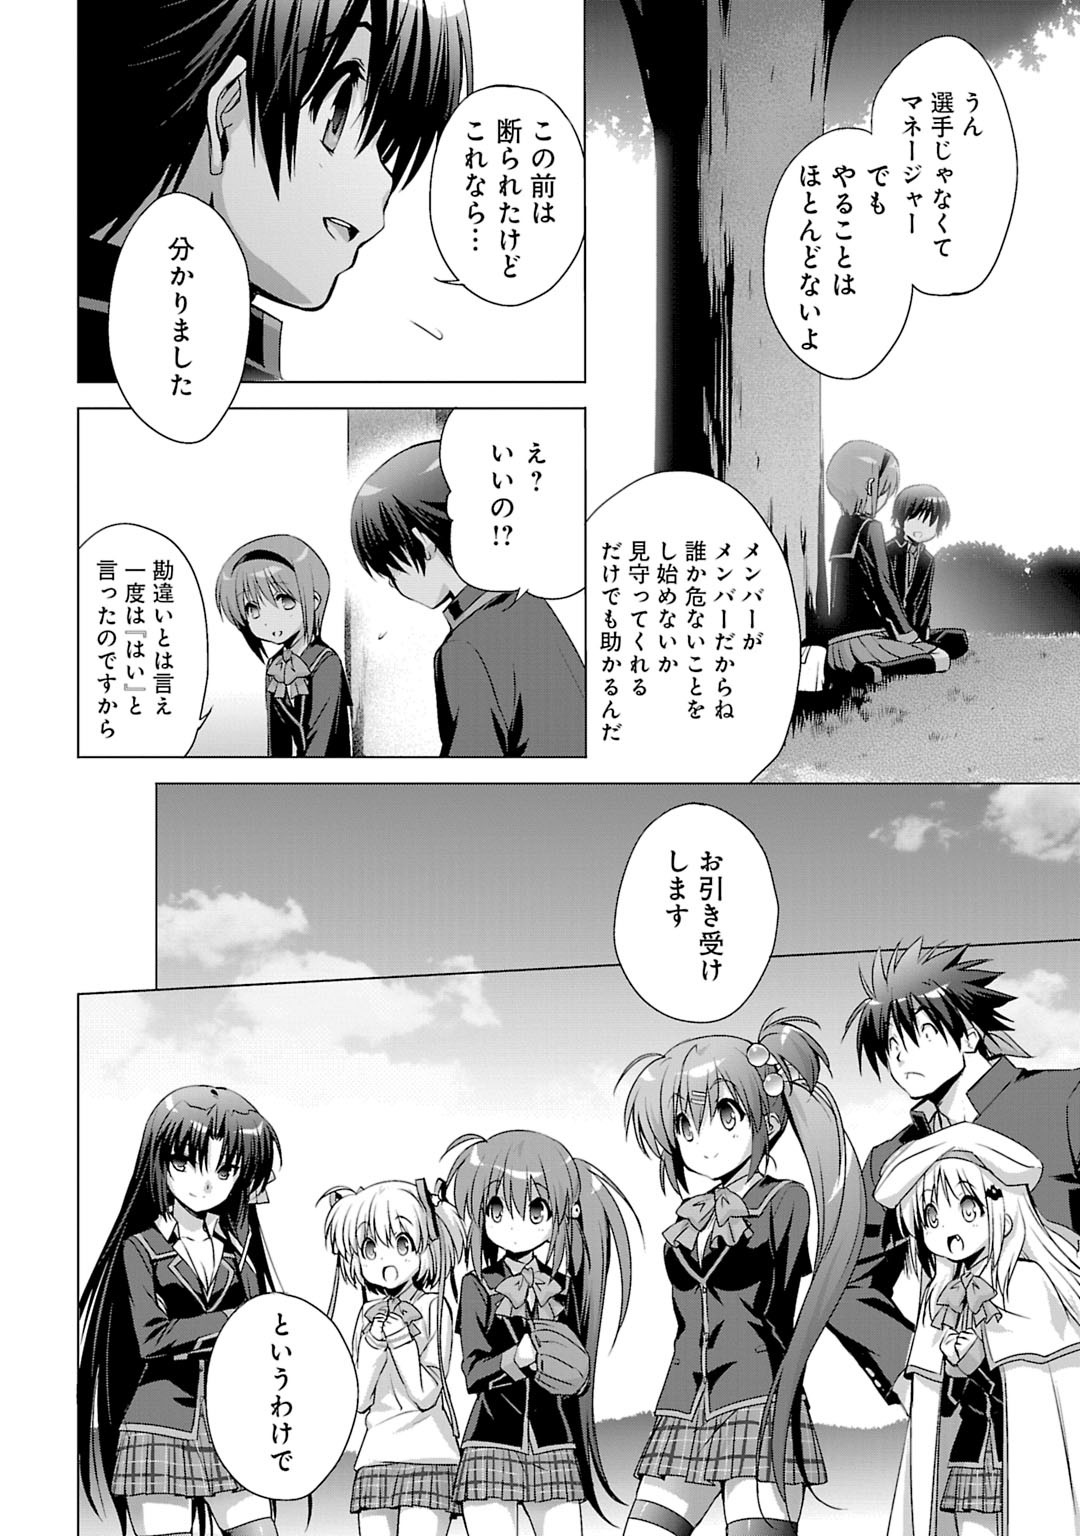 うん
選手じゃなくて
マネージャー
でも
やることは
ほとんどないよ
メンバーが
メンバーだからね
誰か危ないことを
し始めないか
見守ってくれる
だけでも助かるんだ
この前は
断られたけど
これなら…
分かりました
え?
いいの!?
勘違いとは言え
一度は『はい』と
言ったのですから
お引き受け
します
というわけで